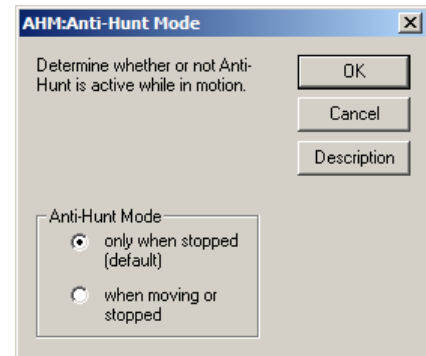 AHM:Anti-Hunt Mode
Determine whether or not Anti-
Hunt is active while in motion.
OK
Cancel
Description
Anti-Hunt Mode
only when stopped
(default)
when moving or
stopped